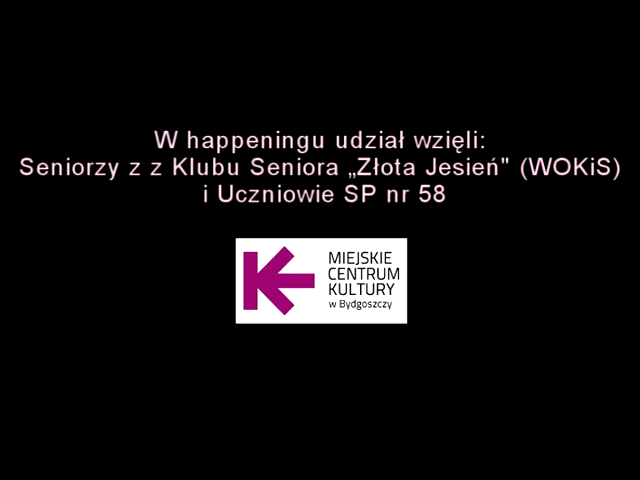 W happeningu udział wzięli:
Seniorzy z z Klubu Seniora „Złota Jesień" (WOKiS)
i Uczniowie SP nr 58
MIEJSKIE
CENTRUM
KULTURY
w Bydgoszczy